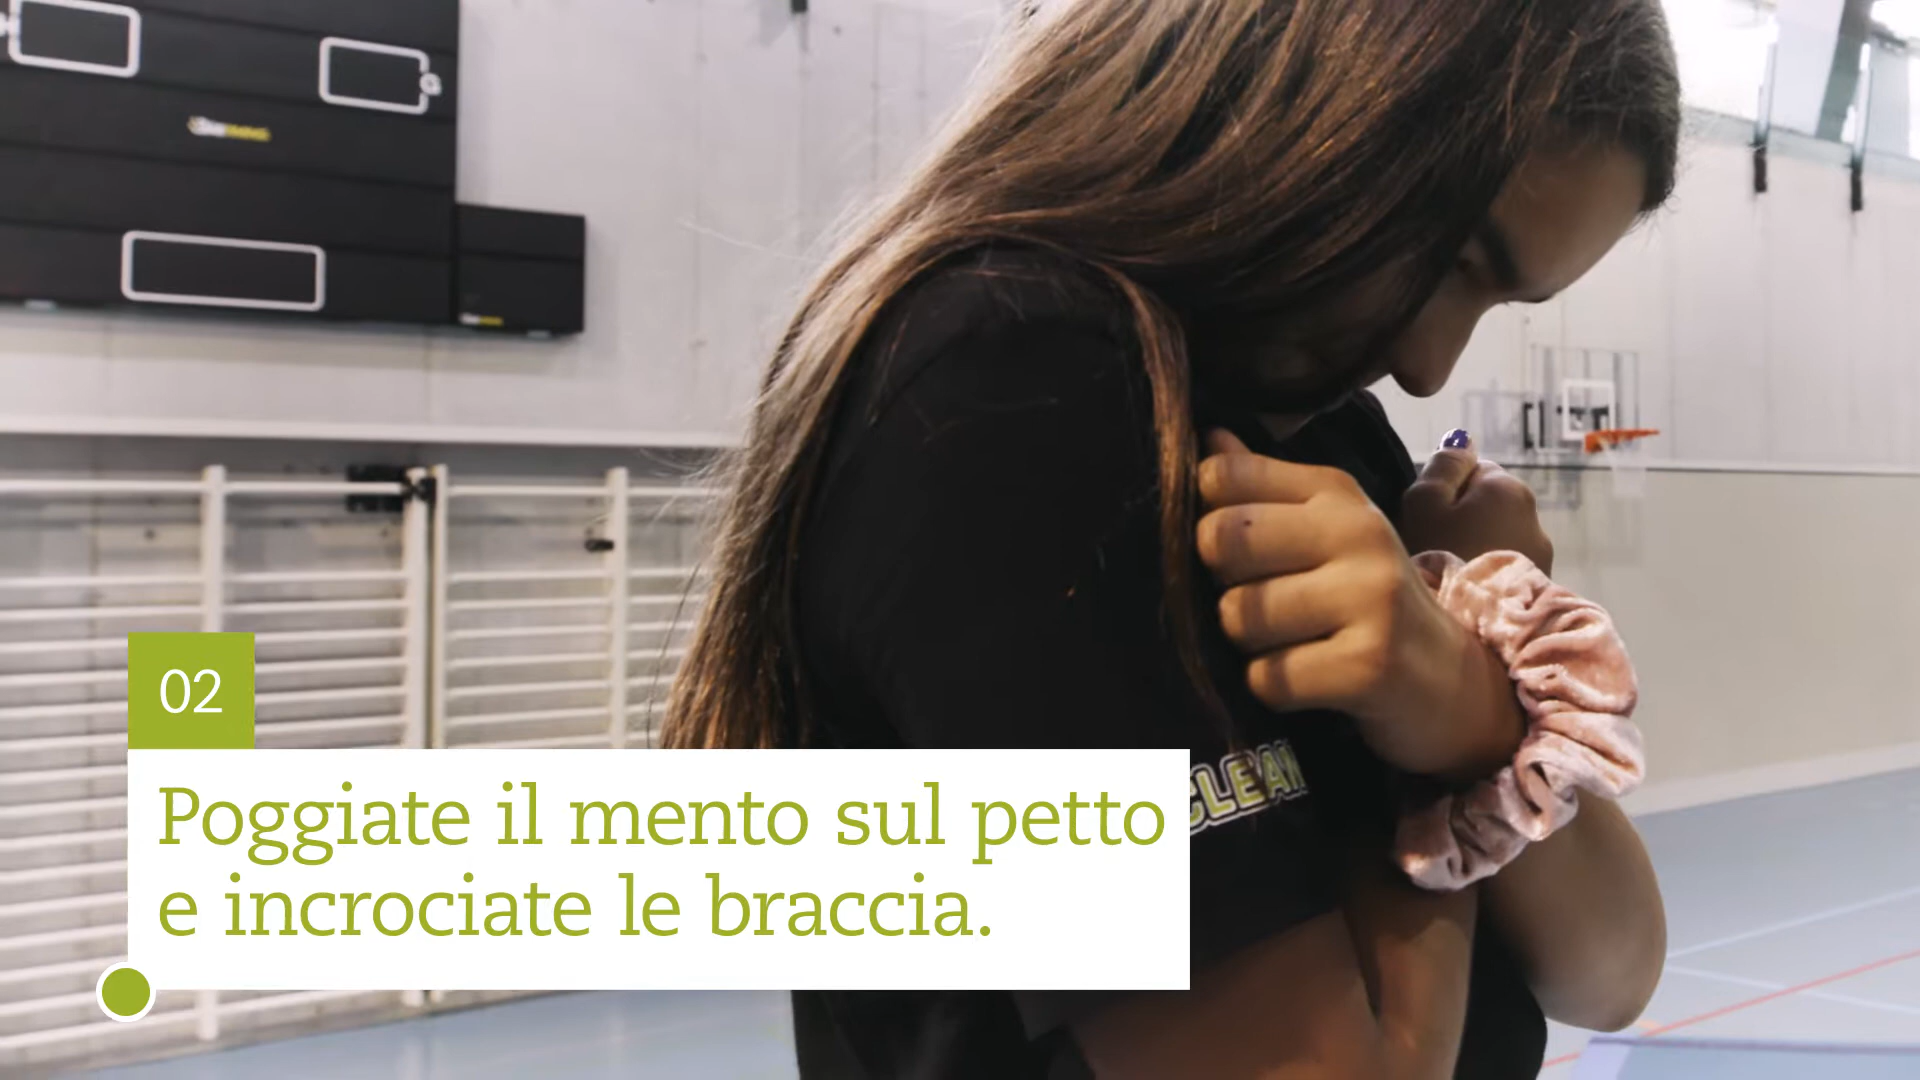 02
Poggiate il mento sul petto
e incrociate le braccia.